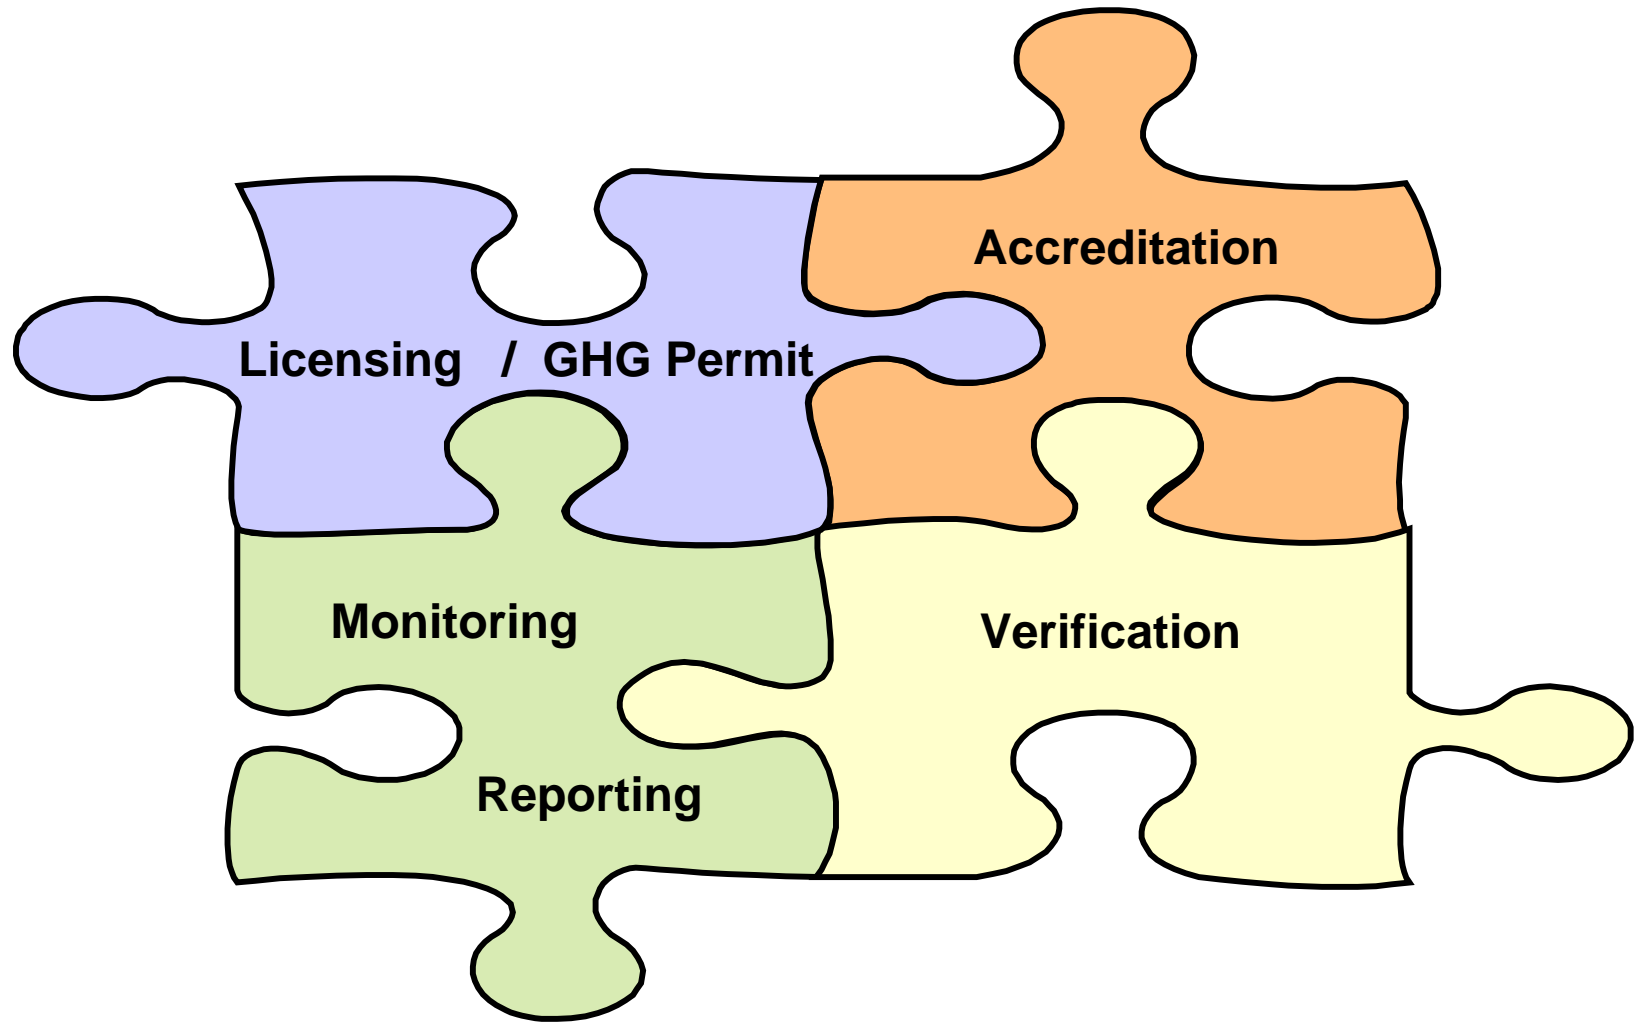 Accreditation
Licensing / GHG Permit
Monitoring
Verification
Reporting